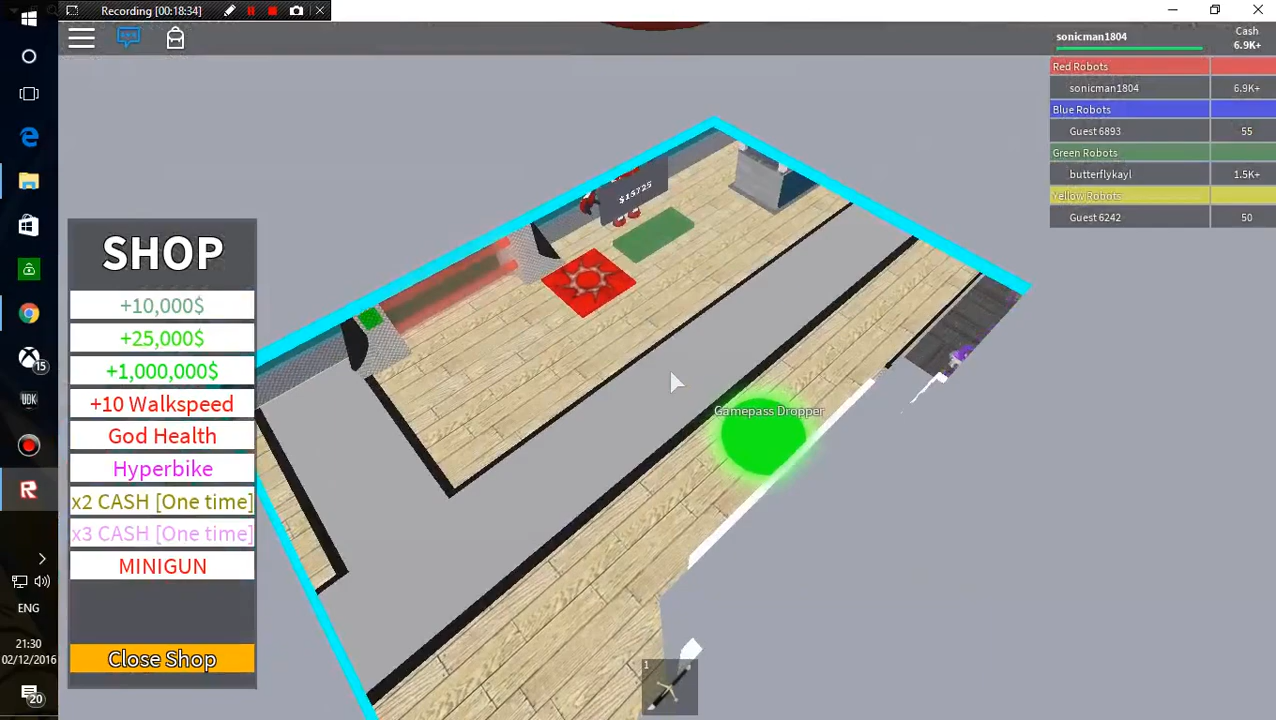 Recording [00:18:34]
sonicman1804
Cash
6.9K+
Red Robots
sonicman1804 6.9K+
Blue Robots
Guest 6893 55
Green Robots
butterflykayl 1.5K+
Yellow Robots
Guest 6242 50
$15725
Gamepass Dropper
SHOP
+10,000$
+25,000$
+1,000,000$
+10 Walkspeed
God Health
Hyperbike
x2 CASH [One time]
x3 CASH [One time]
MINIGUN
Close Shop
1
15
UDK
ENG
21:30
02/12/2016
20